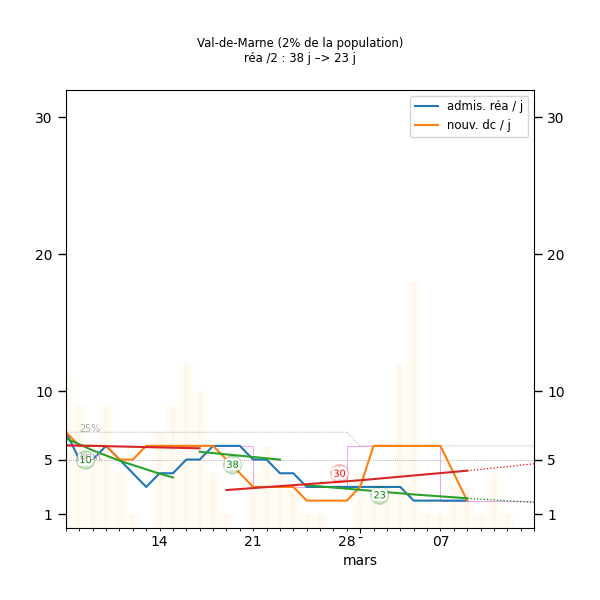 Val-de-Marne (2% de la population)
réa /2 : 38 j –> 23 j
admis. réa / j
nouv. dc / j
30 30
20 20
10 10
25%
5 10 38 30 23 5
1 1
14 21 28 07
mars